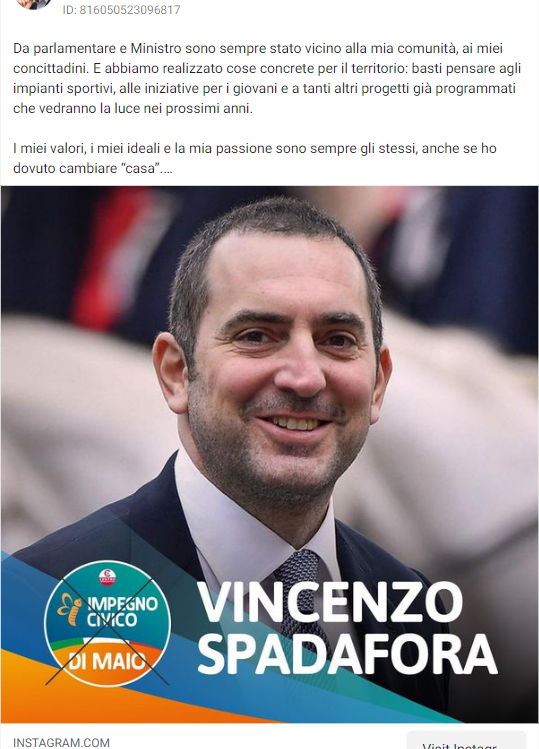 ID: 816050523096817
Da parlamentare e Ministro sono sempre stato vicino alla mia comunità, ai miei
concittadini. E abbiamo realizzato cose concrete per il territorio: basti pensare agli
impianti sportivi, alle iniziative per i giovani e a tanti altri progetti già programmati
che vedranno la luce nei prossimi anni.
I miei valori, i miei ideali e la mia passione sono sempre gli stessi, anche se ho
dovuto cambiare “casa”.…
IMPEGNO
CIVICO
DI MAIO
VINCENZO
SPADAFORA
INSTAGRAM.COM
Visit Instagr